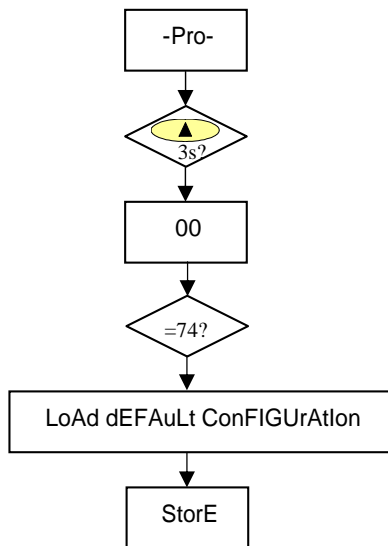 -Pro-
▲
3s?
00
=74?
LoAd dEFAuLt ConFIGUrAtIon
StorE